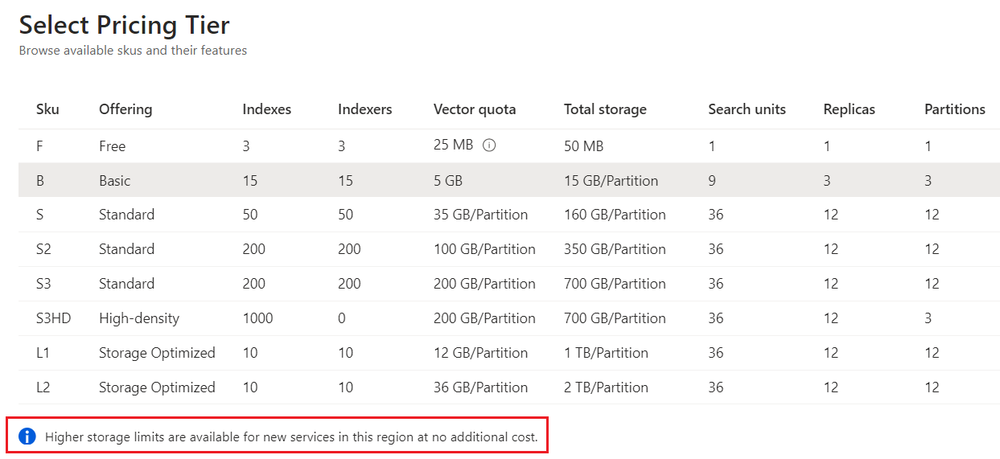 Select Pricing Tier
Browse available skus and their features
Sku Offering Indexes Indexers Vector quota Total storage Search units Replicas Partitions
F Free 3 3 25 MB 50 MB 1 1 1
B Basic 15 15 5 GB 15 GB/Partition 9 3 3
S Standard 50 50 35 GB/Partition 160 GB/Partition 36 12 12
S2 Standard 200 200 100 GB/Partition 350 GB/Partition 36 12 12
S3 Standard 200 200 200 GB/Partition 700 GB/Partition 36 12 12
S3HD High-density 1000 0 200 GB/Partition 700 GB/Partition 36 12 3
L1 Storage Optimized 10 10 12 GB/Partition 1 TB/Partition 36 12 12
L2 Storage Optimized 10 10 36 GB/Partition 2 TB/Partition 36 12 12
Higher storage limits are available for new services in this region at no additional cost.